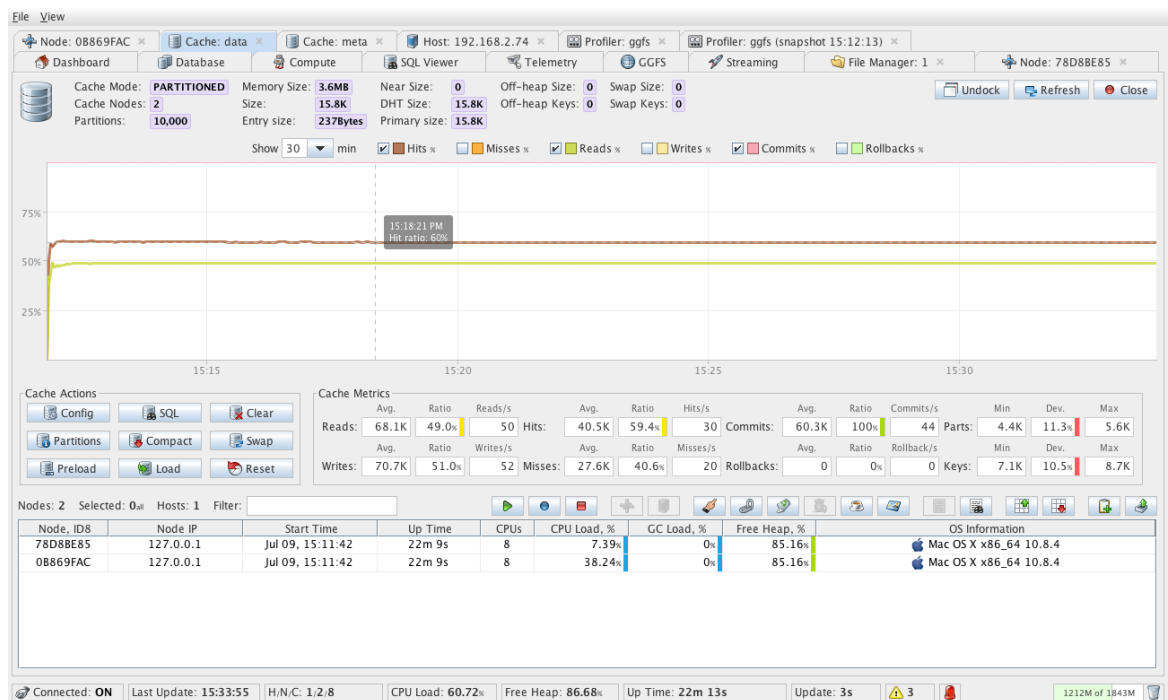 File View
Node: 0B869FAC Cache: data Cache: meta Host: 192.168.2.74 Profiler: ggfs Profiler: ggfs (snapshot 15:12:13)
Dashboard Database Compute SQL Viewer Telemetry GGFS Streaming File Manager: 1 Node: 78D8BE85
Cache Mode: PARTITIONED Memory Size: 3.6MB Near Size: 0 Off-heap Size: 0 Swap Size: 0 Undock Refresh Close
Cache Nodes: 2 Size: 15.8K DHT Size: 15.8K Off-heap Keys: 0 Swap Keys: 0
Partitions: 10,000 Entry size: 237Bytes Primary size: 15.8K
Show 30 min Hits % Misses % Reads % Writes % Commits % Rollbacks %
75%
15:18:21 PM
Hit ratio: 60%
50%
25%
15:15 15:20 15:25 15:30
Cache Actions Cache Metrics
Avg. Ratio Reads/s Avg. Ratio Hits/s Avg. Ratio Commits/s Min Dev. Max
Config SQL Clear Reads: 68.1K 49.0% 50 Hits: 40.5K 59.4% 30 Commits: 60.3K 100% 44 Parts: 4.4K 11.3% 5.6K
Partitions Compact Swap Avg. Ratio Writes/s Avg. Ratio Misses/s Avg. Ratio Rollback/s Min Dev. Max
Preload Load Reset Writes: 70.7K 51.0% 52 Misses: 27.6K 40.6% 20 Rollbacks: 0 0% 0 Keys: 7.1K 10.5% 8.7K
Nodes: 2 Selected: 0all Hosts: 1 Filter:
Node, ID8 Node IP Start Time Up Time CPUs CPU Load, % GC Load, % Free Heap, % OS Information
78D8BE85 127.0.0.1 Jul 09, 15:11:42 22m 9s 8 7.39% 0% 85.16% Mac OS X x86_64 10.8.4
0B869FAC 127.0.0.1 Jul 09, 15:11:42 22m 9s 8 38.24% 0% 85.16% Mac OS X x86_64 10.8.4
Connected: ON Last Update: 15:33:55 H/N/C: 1/2/8 CPU Load: 60.72% Free Heap: 86.68% Up Time: 22m 13s Update: 3s 3 1212M of 1843M